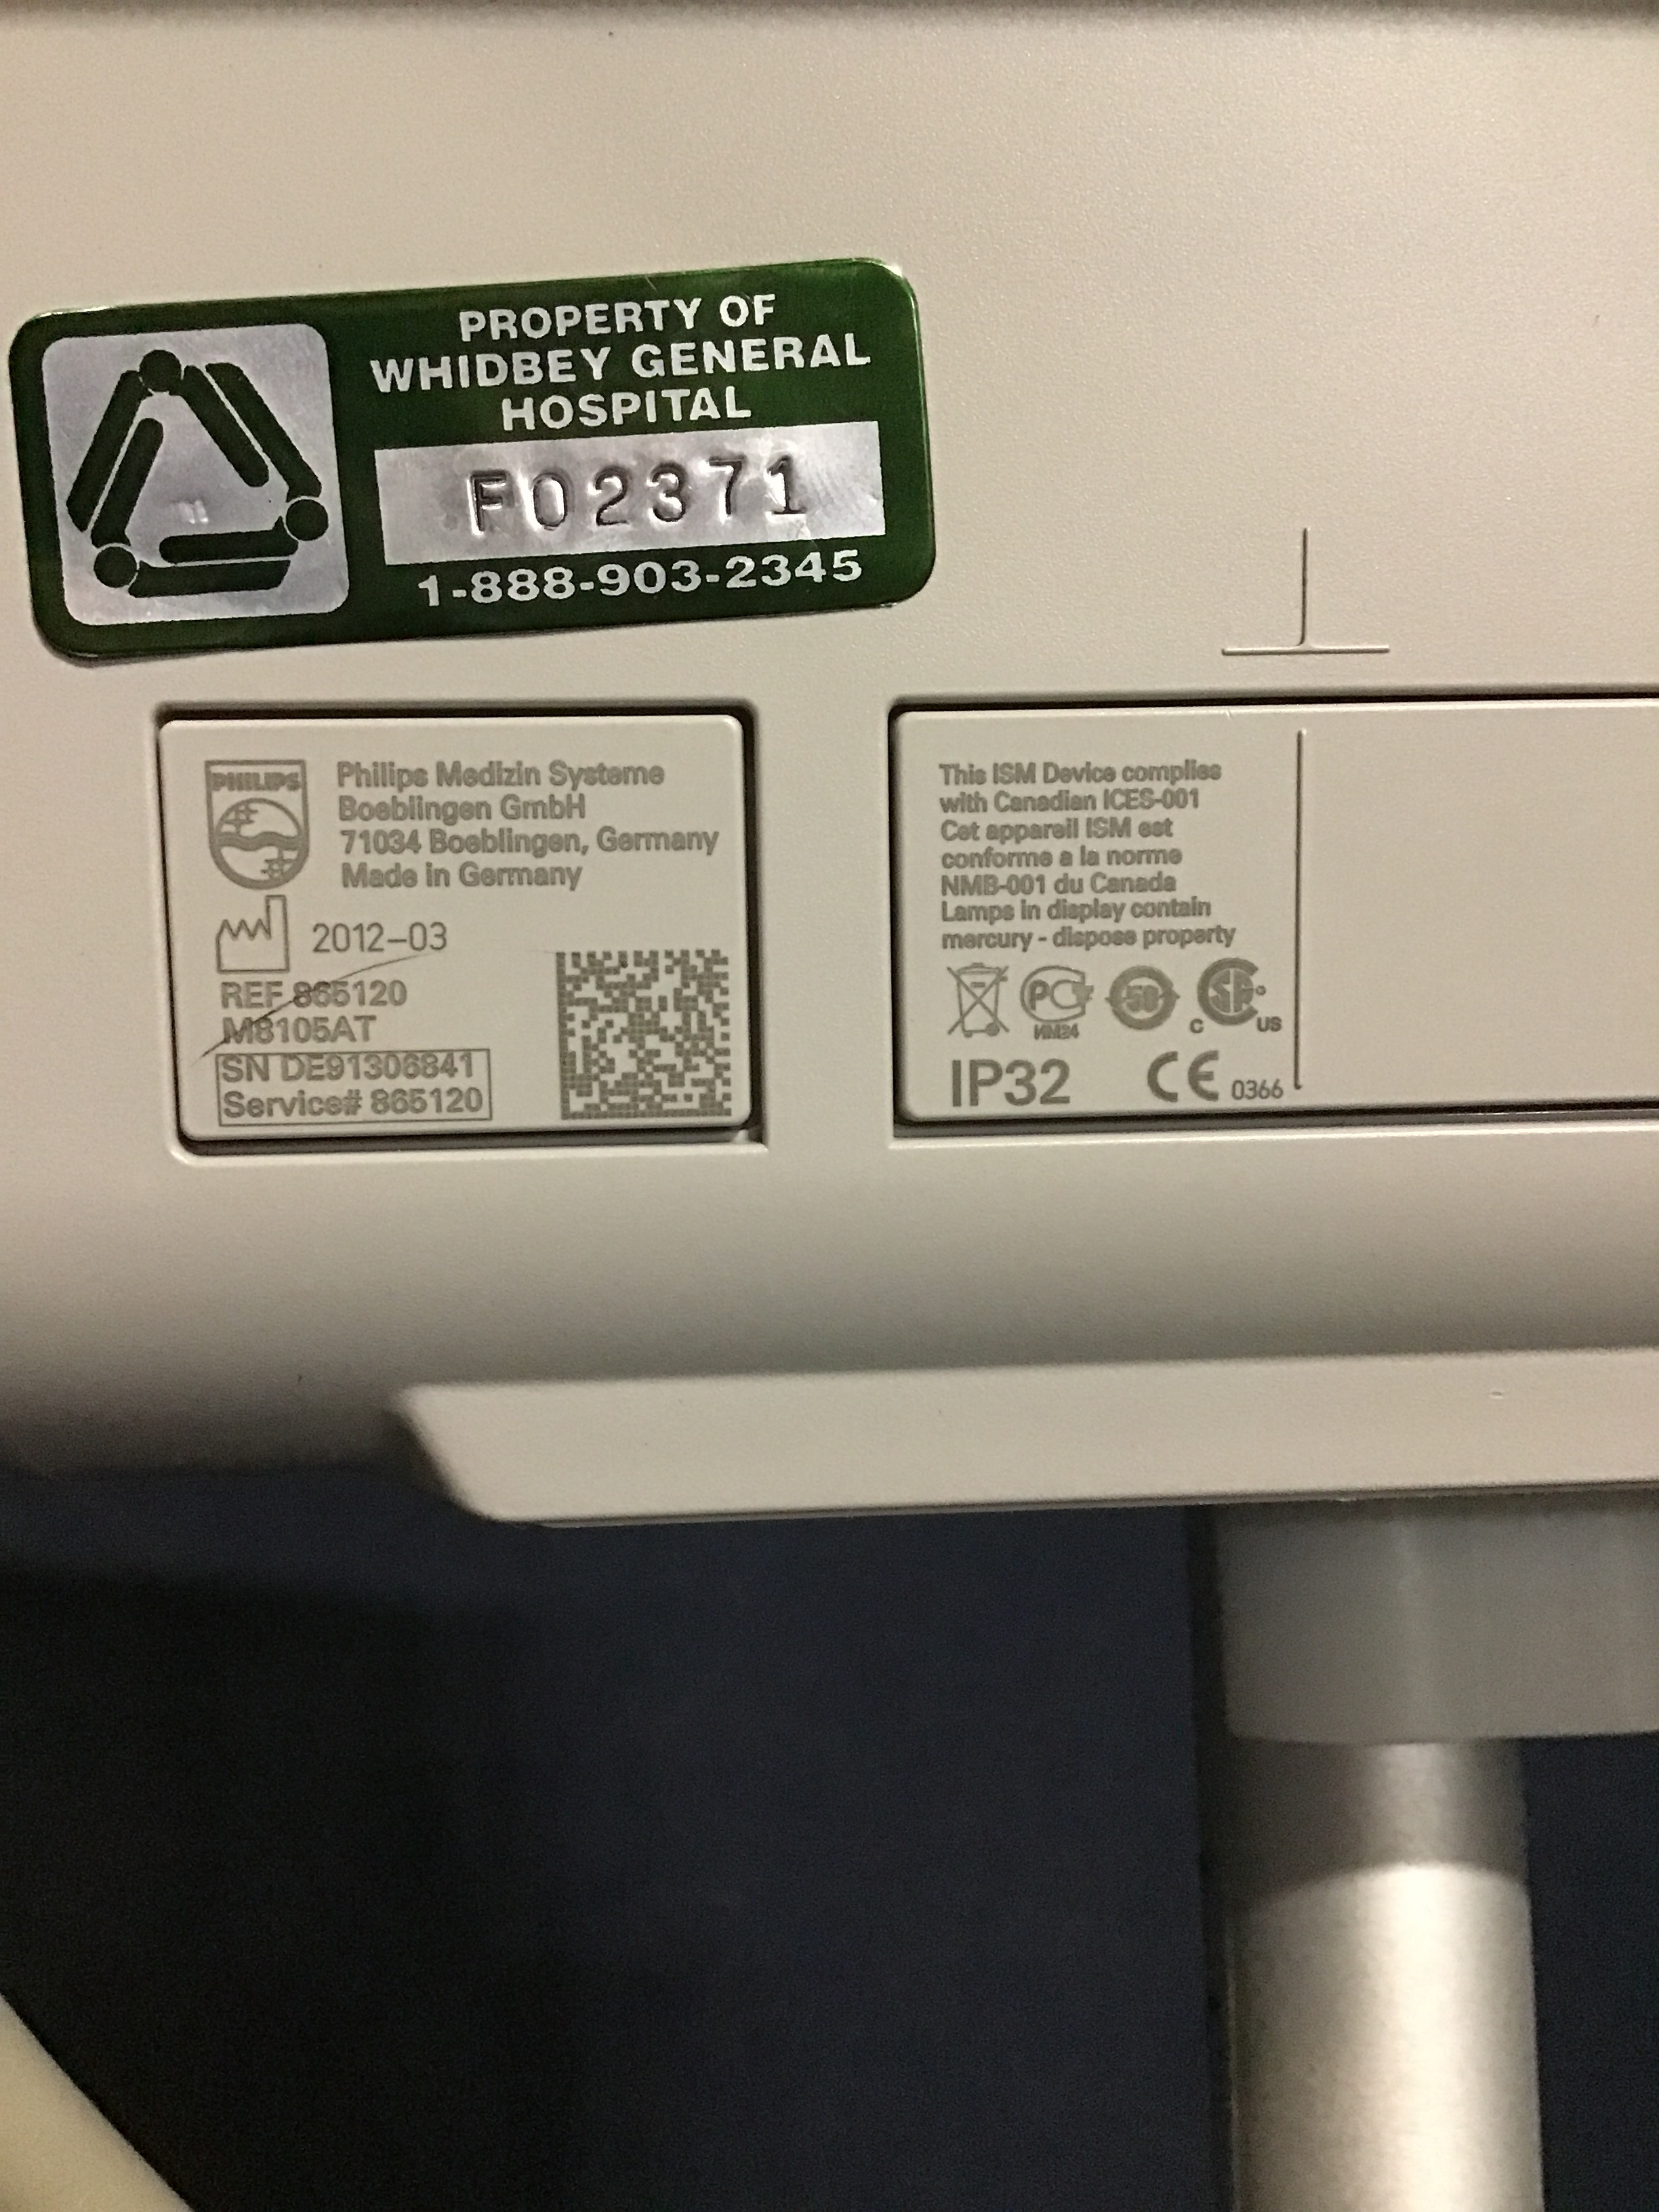 PROPERTY OF
WHIDBEY GENERAL
HOSPITAL
F02371
1-888-903-2345
PHILIPS
Philips Medizin Systeme
Boeblingen GmbH
71034 Boeblingen, Germany
Made in Germany
2012-03
REF 865120
M8105AT
SN DE91306841
Service# 865120
This ISM Device complies
with Canadian ICES-001
Cet appareil ISM est
conforme a la norme
NMB-001 du Canada
Lamps in display contain
mercury - dispose property
РС
ИМ24
50
C SA US
IP32
CE 0366